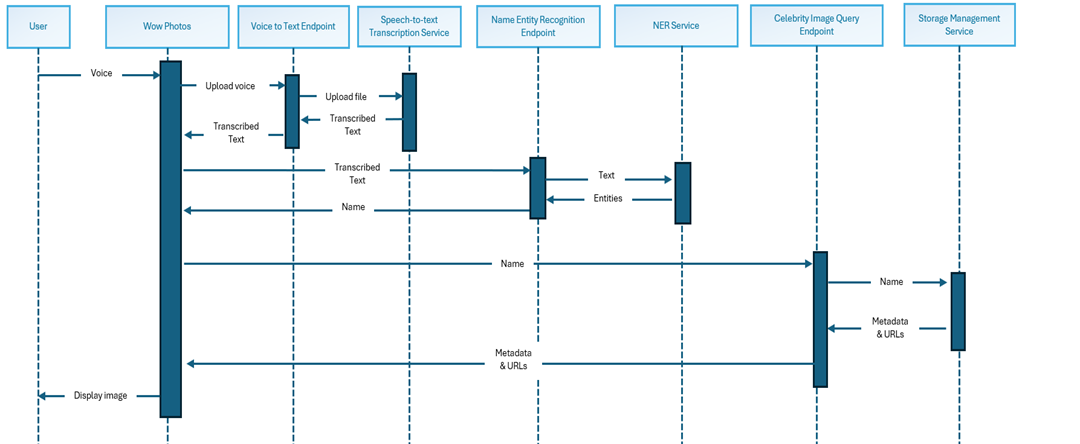 User
Wow Photos
Voice to Text Endpoint
Speech-to-text
Transcription Service
Name Entity Recognition
Endpoint
NER Service
Celebrity Image Query
Endpoint
Storage Management
Service
Voice
Upload voice
Upload file
Transcribed
Text
Transcribed
Text
Transcribed
Text
Text
Entities
Name
Name
Name
Metadata
& URLs
Metadata
& URLs
Display image